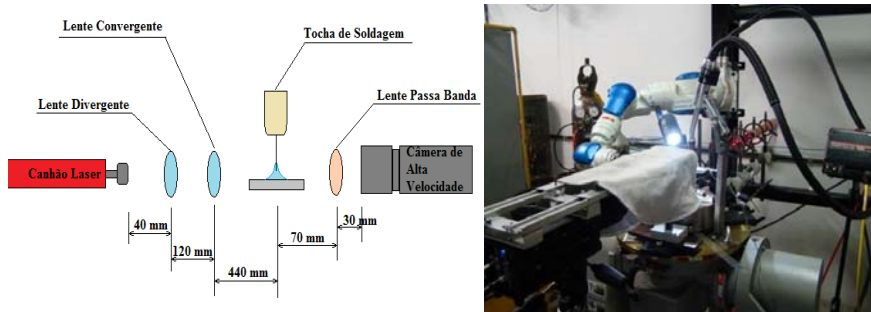 Lente Convergente
Tocha de Soldagem
Lente Divergente
Lente Passa Banda
Canhão Laser
Câmera de
Alta
Velocidade
40 mm
120 mm
440 mm
70 mm
30 mm